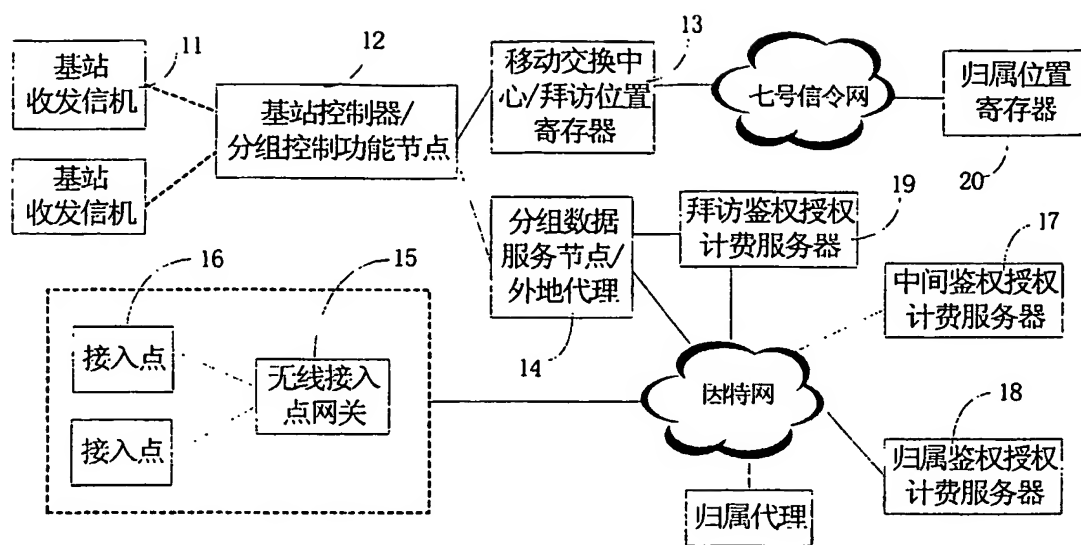 基站
收发信机
11
12
基站控制器/
分组控制功能节点
移动交换中
心/拜访位置
寄存器
13
七号信令网
归属位置
寄存器
20
基站
收发信机
分组数据
服务节点/
外地代理
14
拜访鉴权授权
计费服务器
19
17
中间鉴权授权
计费服务器
16
15
接入点
无线接入
点网关
接入点
因特网
18
归属鉴权授权
计费服务器
归属代理